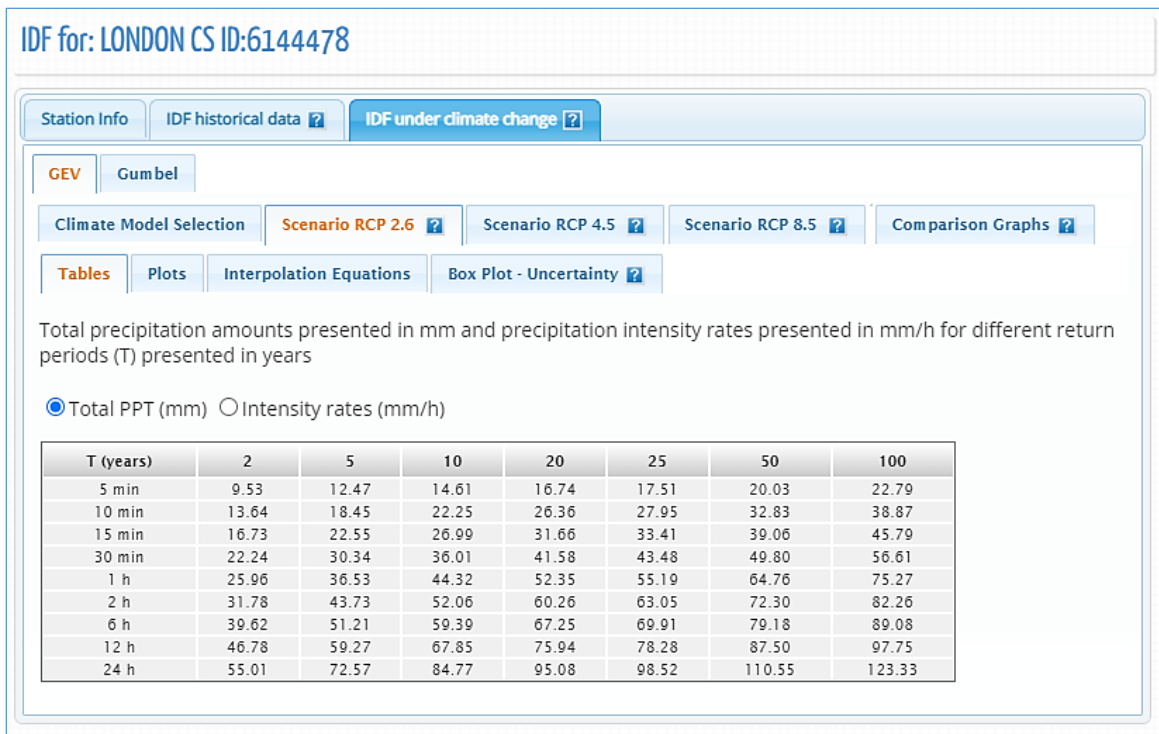 IDF for: LONDON CS ID:6144478
Station Info IDF historical data ? IDF under climate change ?
GEV Gumbel
Climate Model Selection Scenario RCP 2.6 ? Scenario RCP 4.5 ? Scenario RCP 8.5 ? Comparison Graphs ?
Tables Plots Interpolation Equations Box Plot - Uncertainty ?
Total precipitation amounts presented in mm and precipitation intensity rates presented in mm/h for different return
periods (T) presented in years
Total PPT (mm) Intensity rates (mm/h)
T (years) 2 5 10 20 25 50 100
5 min 9.53 12.47 14.61 16.74 17.51 20.03 22.79
10 min 13.64 18.45 22.25 26.36 27.95 32.83 38.87
15 min 16.73 22.55 26.99 31.66 33.41 39.06 45.79
30 min 22.24 30.34 36.01 41.58 43.48 49.80 56.61
1 h 25.96 36.53 44.32 52.35 55.19 64.76 75.27
2 h 31.78 43.73 52.06 60.26 63.05 72.30 82.26
6 h 39.62 51.21 59.39 67.25 69.91 79.18 89.08
12 h 46.78 59.27 67.85 75.94 78.28 87.50 97.75
24 h 55.01 72.57 84.77 95.08 98.52 110.55 123.33